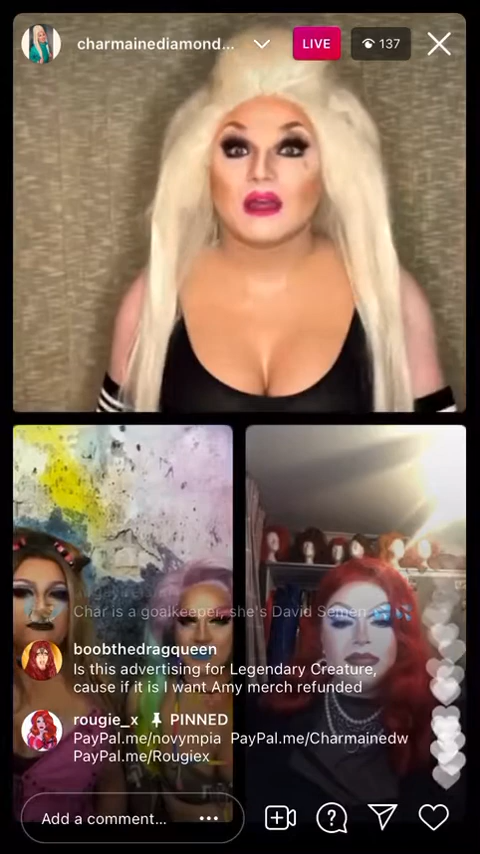 charmainediamond...
LIVE
137
Char is a goalkeeper, she's David Semen
boobthedragqueen
Is this advertising for Legendary Creature,
cause if it is I want Amy merch refunded
rougie_x PINNED
PayPal.me/novympia PayPal.me/Charmainedw
PayPal.me/Rougiex
Add a comment...